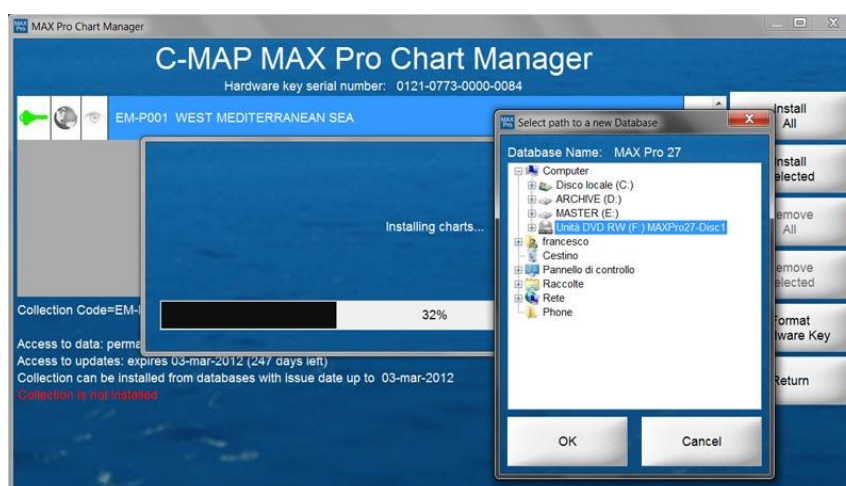 MAX Pro Chart Manager
C-MAP MAX Pro Chart Manager
Hardware key serial number: 0121-0773-0000-0084
EM-P001 WEST MEDITERRANEAN SEA
Installing charts...
32%
Collection Code=EM-
Access to data: perma
Access to updates: expires 03-mar-2012 (247 days left)
Collection can be installed from databases with issue date up to 03-mar-2012
Collection is not installed
Select path to a new Database
Database Name: MAX Pro 27
Computer
Disco locale (C:)
ARCHIVE (D:)
MASTER (E:)
Unità DVD RW (F:) MAXPro27-Disc1
francesco
Cestino
Pannello di controllo
Raccolte
Rete
Phone
OK
Cancel
Install
All
nstall
elected
emove
All
emove
elected
ormat
ware Key
Return